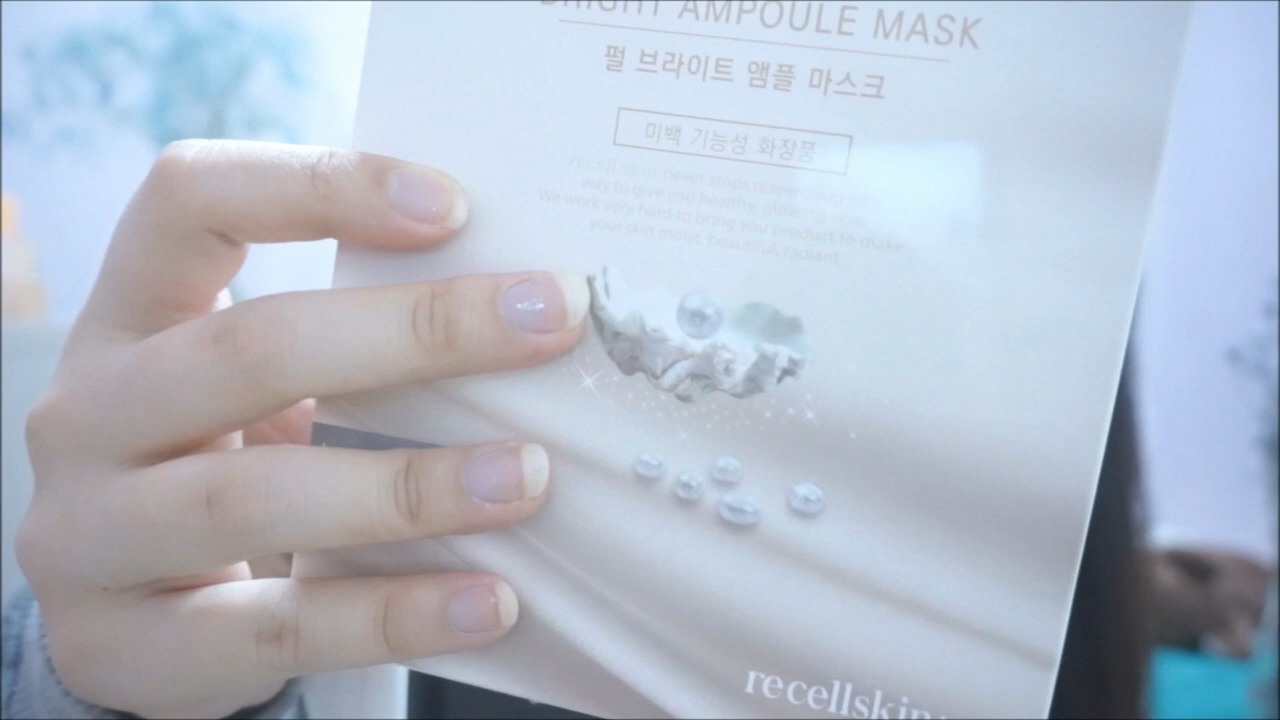 BRIGHT AMPOULE MASK
펄 브라이트 앰플 마스크
미백 기능성 화장품
recell skin never stops researching
way to give you healthy, glowing
We work very hard to bring you product to make
your skin moist, beautiful, radiant.
recellskin